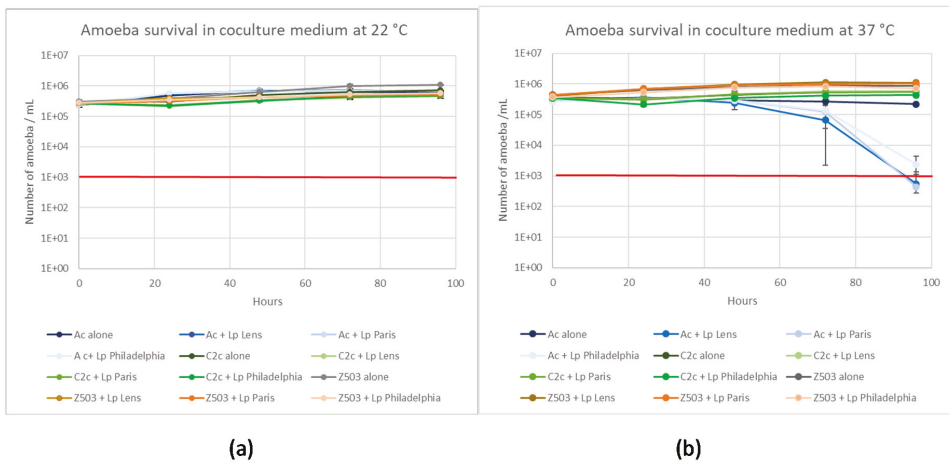 Amoeba survival in coculture medium at 22 °C
Number of amoeba / mL
1E+07
1E+06
1E+05
1E+04
1E+03
1E+02
1E+01
1E+00
0 20 40 60 80 100
Hours
Ac alone Ac + Lp Lens Ac + Lp Paris
A c+ Lp Philadelphia C2c alone C2c + Lp Lens
C2c + Lp Paris C2c + Lp Philadelphia Z503 alone
Z503 + Lp Lens Z503 + Lp Paris Z503 + Lp Philadelphia
(a)
Amoeba survival in coculture medium at 37 °C
Number of amoeba /mL
1E+07
1E+06
1E+05
1E+04
1E+03
1E+02
1E+01
1E+00
0 20 40 60 80 100
Hours
Ac alone Ac + Lp Lens Ac + Lp Paris
Ac + Lp Philadelphia C2c alone C2c + Lp Lens
C2c + Lp Paris C2c + Lp Philadelphia Z503 alone
Z503 + Lp Lens Z503 + Lp Paris Z503 + Lp Philadelphia
(b)